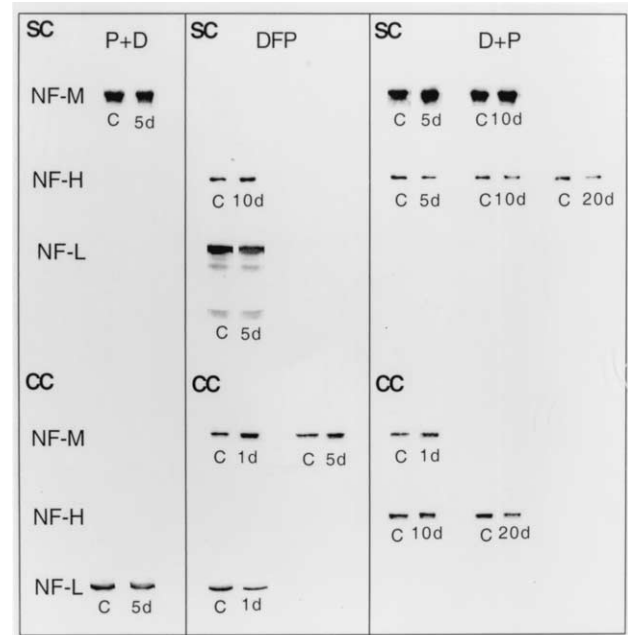 SC P+D SC DFP SC D+P
NF-M
C 5d C 5d C 10d
NF-H
C 10d C 5d C 10d C 20d
NF-L
C 5d
CC CC CC
NF-M
C 1d C 5d C 1d
NF-H
C 10d C 20d
NF-L
C 5d C 1d